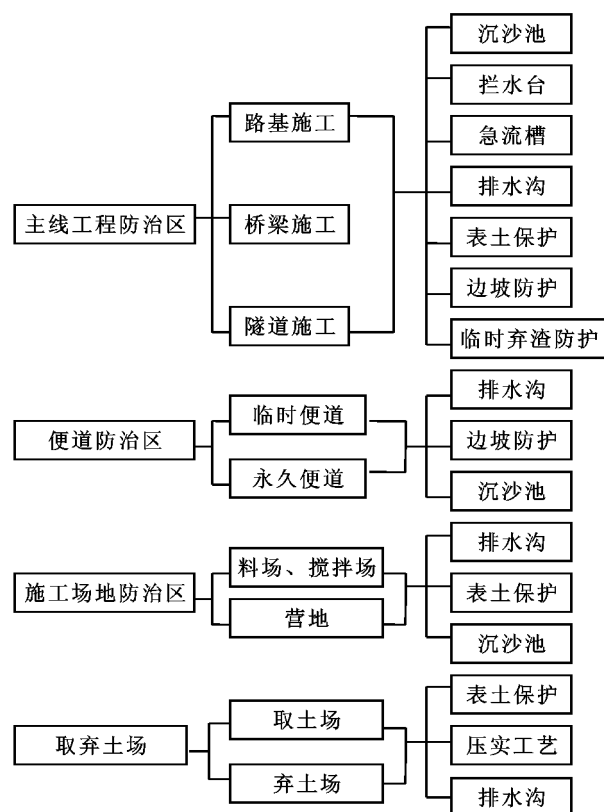 沉沙池
拦水台
路基施工
急流槽
排水沟
主线工程防治区
桥梁施工
表土保护
边坡防护
隧道施工
临时弃渣防护
排水沟
临时便道
便道防治区
边坡防护
永久便道
沉沙池
排水沟
料场、搅拌场
施工场地防治区
表土保护
营地
沉沙池
表土保护
取土场
取弃土场
压实工艺
弃土场
排水沟